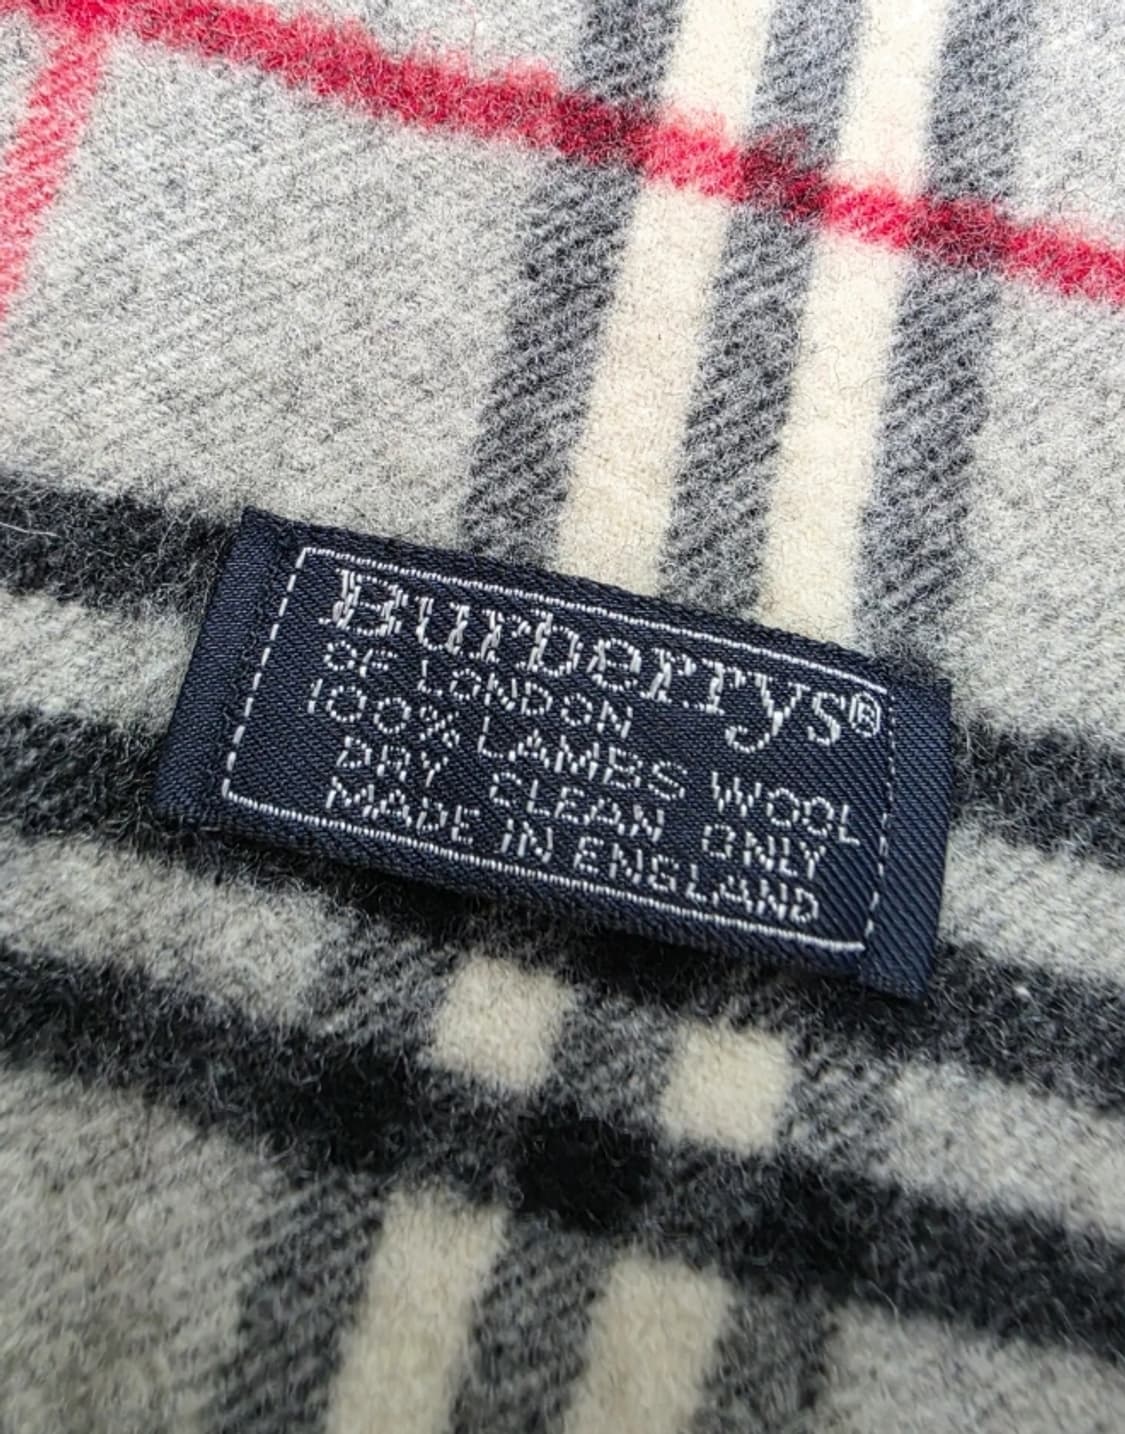 Burberrys®
OF LONDON
100% LAMBS WOOL
DRY CLEAN ONLY
MADE IN ENGLAND